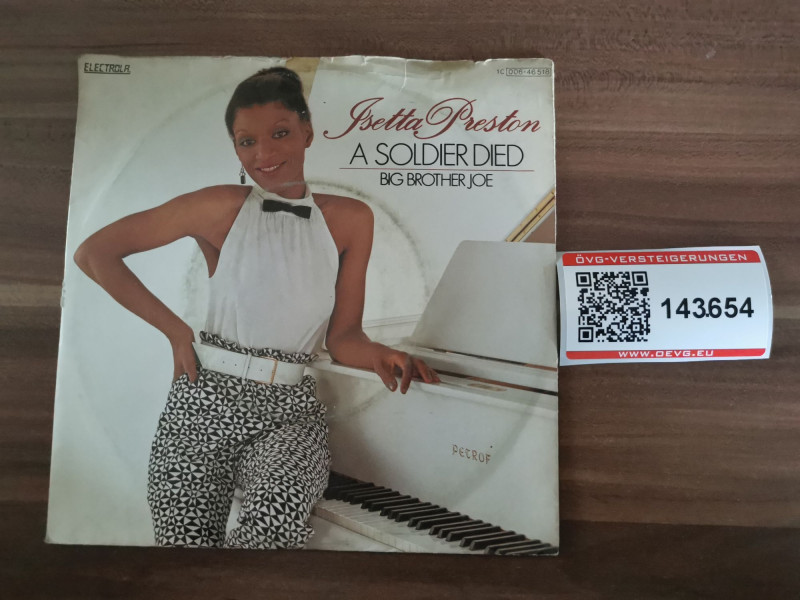 ELECTROLA
1C 006-46 516
Isetta Preston
A SOLDIER DIED
BIG BROTHER JOE
PETROF
ÖVG-VERSTEIGERUNGEN
143.654
WWW.OEVG.EU